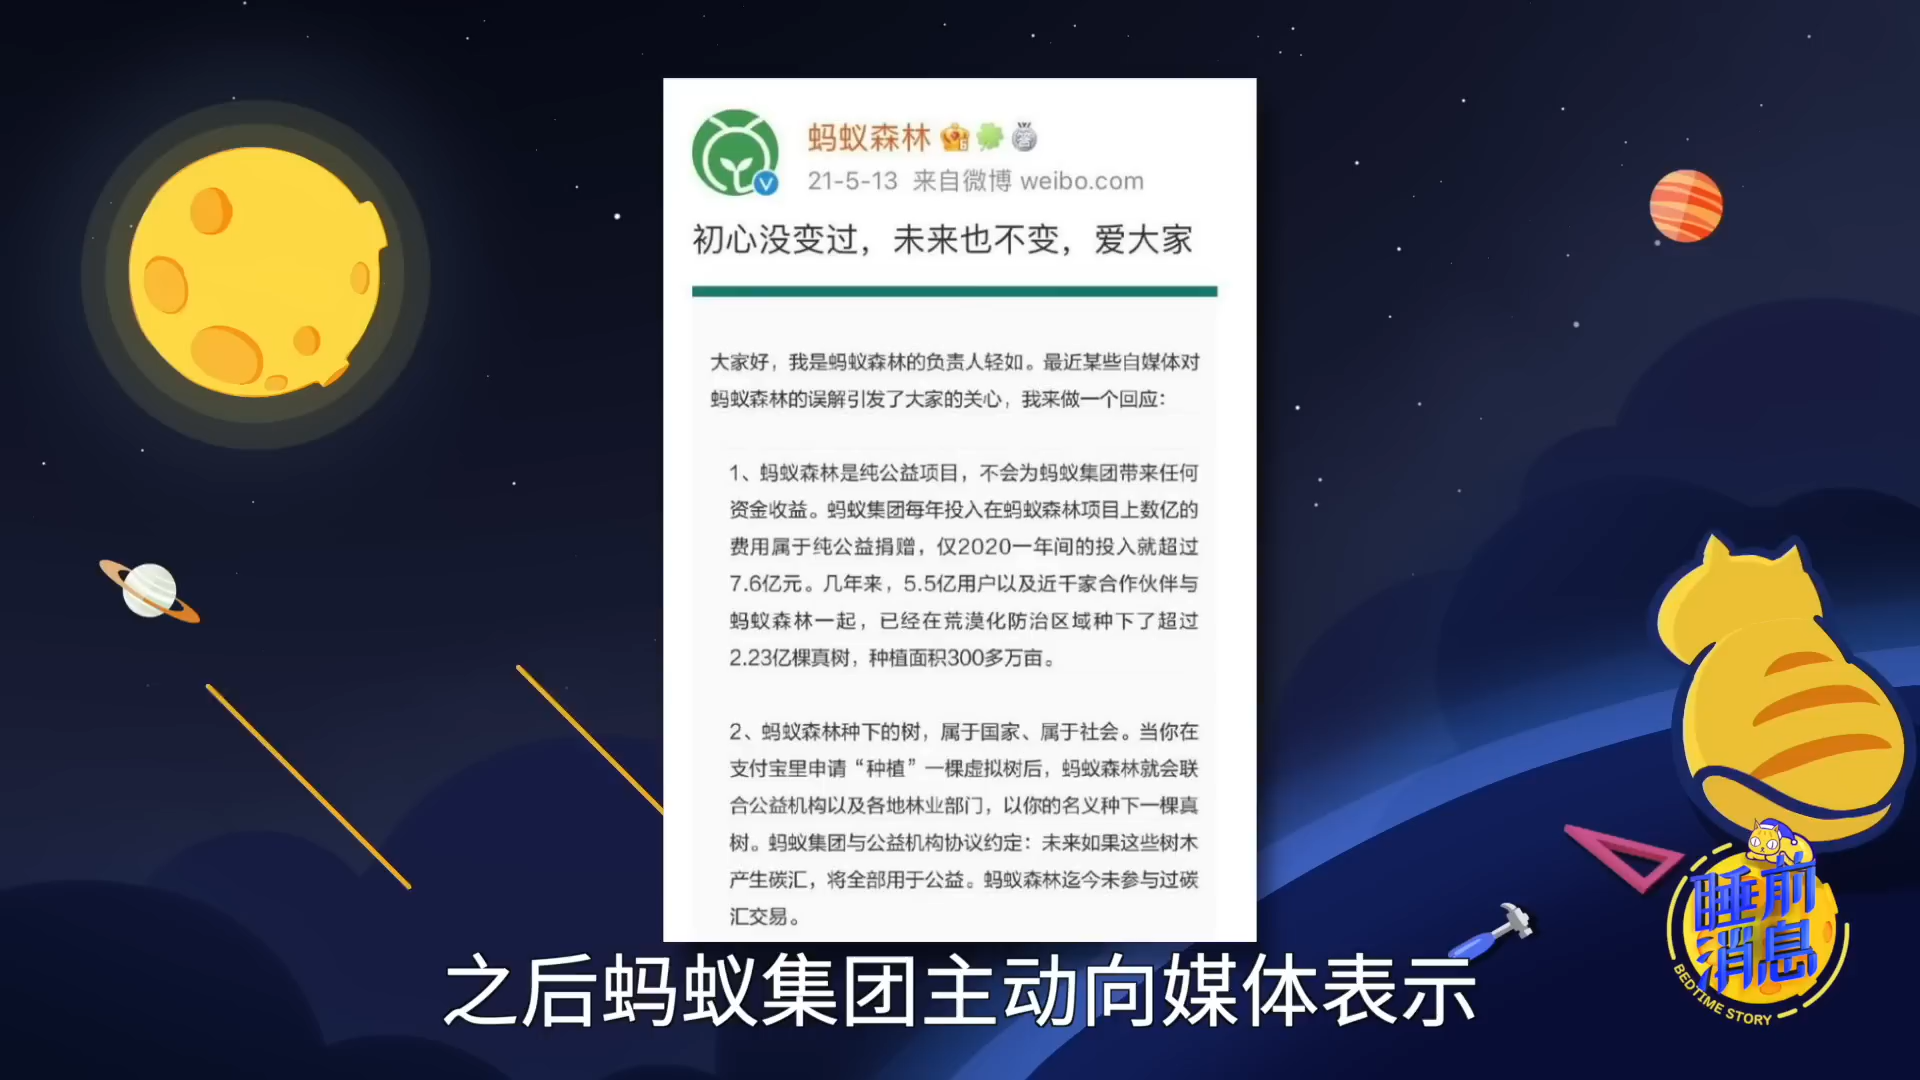 蚂蚁森林
21-5-13 来自微博 weibo.com
初心没变过，未来也不变，爱大家
大家好，我是蚂蚁森林的负责人轻如。最近某些自媒体对
蚂蚁森林的误解引发了大家的关心，我来做一个回应：
1、蚂蚁森林是纯公益项目，不会为蚂蚁集团带来任何
资金收益。蚂蚁集团每年投入在蚂蚁森林项目上数亿的
费用属于纯公益捐赠，仅2020一年间的投入就超过
7.6亿元。几年来，5.5亿用户以及近千家合作伙伴与
蚂蚁森林一起，已经在荒漠化防治区域种下了超过
2.23亿棵真树，种植面积300多万亩。
2、蚂蚁森林种下的树，属于国家、属于社会。当你在
支付宝里申请“种植”一棵虚拟树后，蚂蚁森林就会联
合公益机构以及各地林业部门，以你的名义种下一棵真
树。蚂蚁集团与公益机构协议约定：未来如果这些树木
产生碳汇，将全部用于公益。蚂蚁森林迄今未参与过碳
汇交易。
之后蚂蚁集团主动向媒体表示
睡前
消息
BEDTIME STORY